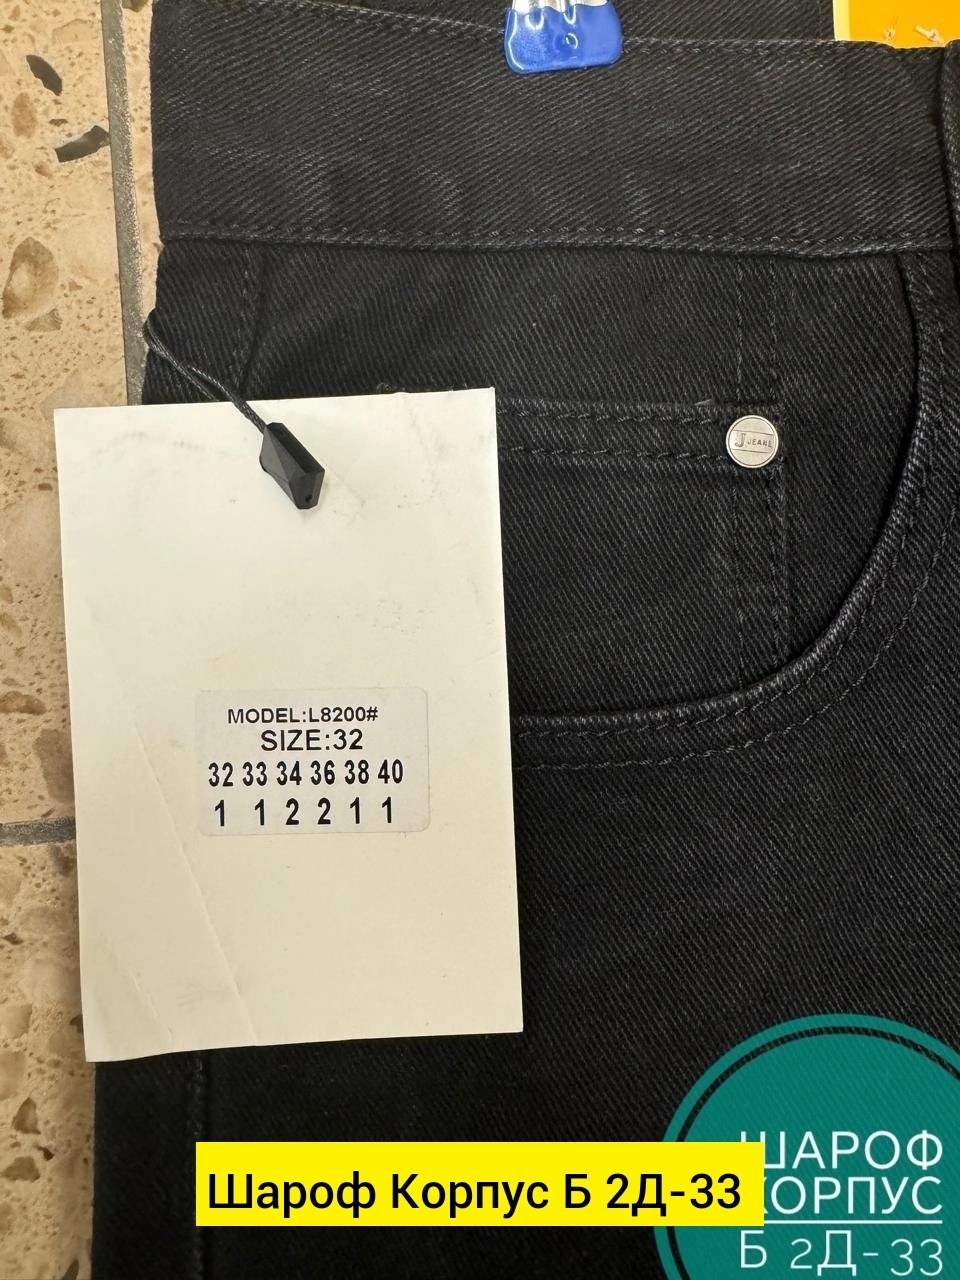 J JEANS
MODEL:L8200#
SIZE:32
32 33 34 36 38 40
1 1 2 2 1 1
Шароф Корпус Б 2Д-33
ШАРОФ
КОРПУС
Б 2Д-33